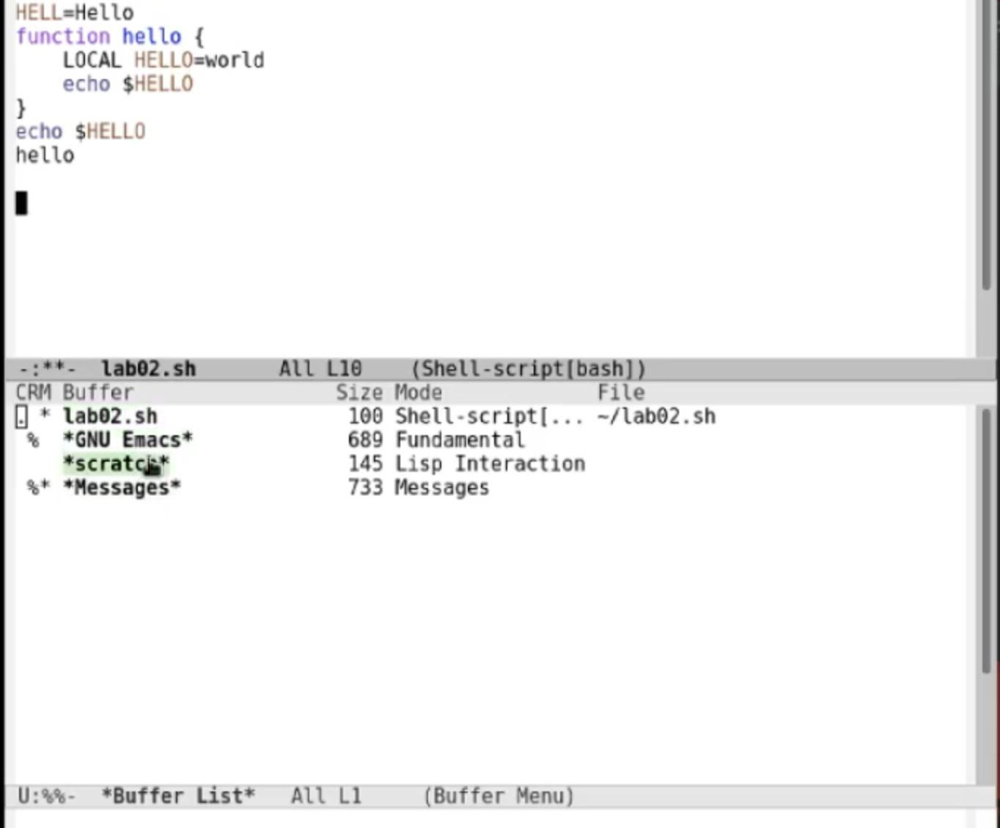 HELL=Hello
function hello {
    LOCAL HELLO=world
    echo $HELLO
}
echo $HELLO
hello
-:**-  lab02.sh       All L10    (Shell-script[bash])
CRM Buffer                 Size Mode             File
. * lab02.sh                100 Shell-script[... ~/lab02.sh
 %  *GNU Emacs*             689 Fundamental
    *scratch*               145 Lisp Interaction
 %* *Messages*              733 Messages
U:%%-  *Buffer List*   All L1     (Buffer Menu)